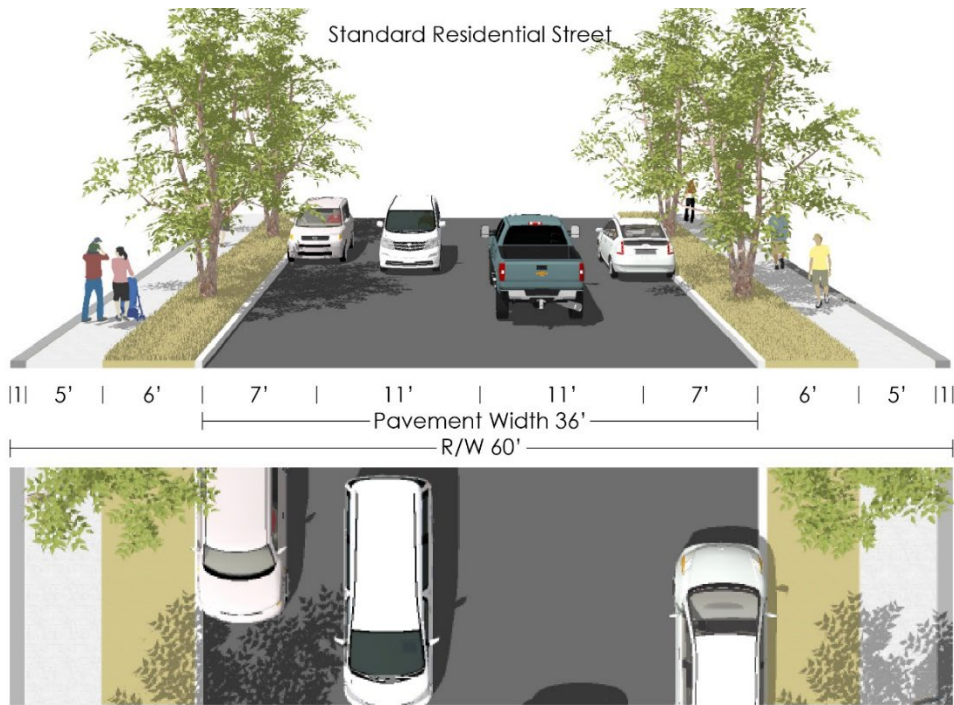 Standard Residential Street
|1| 5' | 6' | 7' | 11' | 11' | 7' | 6' | 5' |1|
Pavement Width 36'
R/W 60'